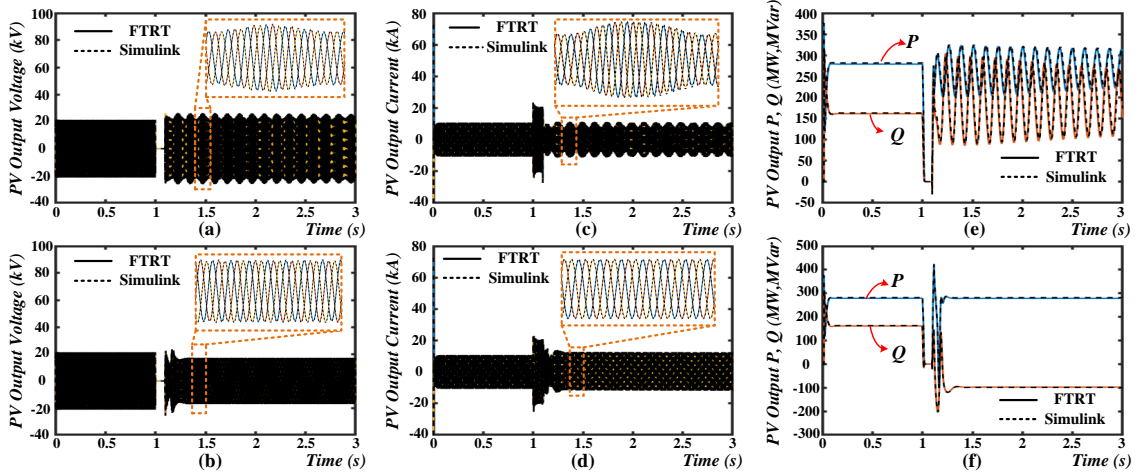 PV Output Voltage (kV)
100
80
60
40
20
0
-20
-40
FTRT
Simulink
0 0.5 1 1.5 2 2.5 3
(a)
Time (s)
PV Output Current (kA)
80
60
40
20
0
-20
-40
FTRT
Simulink
0 0.5 1 1.5 2 2.5 3
(c)
Time (s)
PV Output P, Q (MW,MVar)
400
350
300
250
200
150
100
50
0
-50
P
Q
FTRT
Simulink
0 0.5 1 1.5 2 2.5 3
(e)
Time (s)
PV Output Voltage (kV)
100
80
60
40
20
0
-20
40
FTRT
Simulink
0 0.5 1 1.5 2 2.5 3
(b)
Time (s)
PV Output Current (kA)
80
60
40
20
0
-20
-40
FTRT
Simulink
0 0.5 1 1.5 2 2.5 3
(d)
Time (s)
PV Output P, Q (MW,MVar)
500
400
300
200
100
0
-100
-200
-300
P
Q
FTRT
Simulink
0 0.5 1 1.5 2 2.5 3
(f)
Time (s)